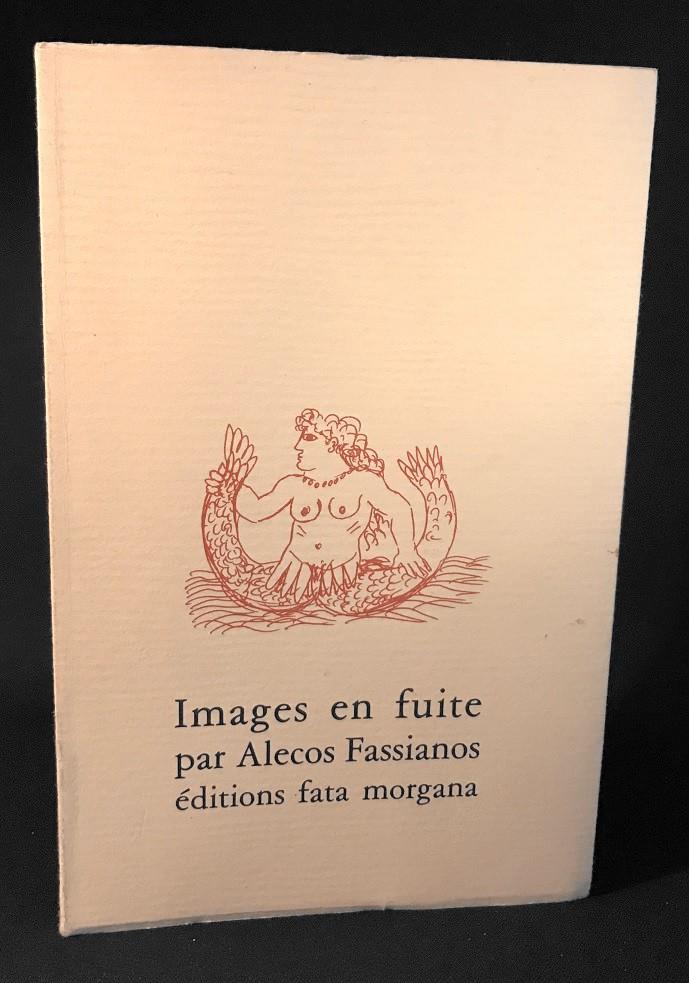 Images en fuite
par Alecos Fassianos
éditions fata morgana